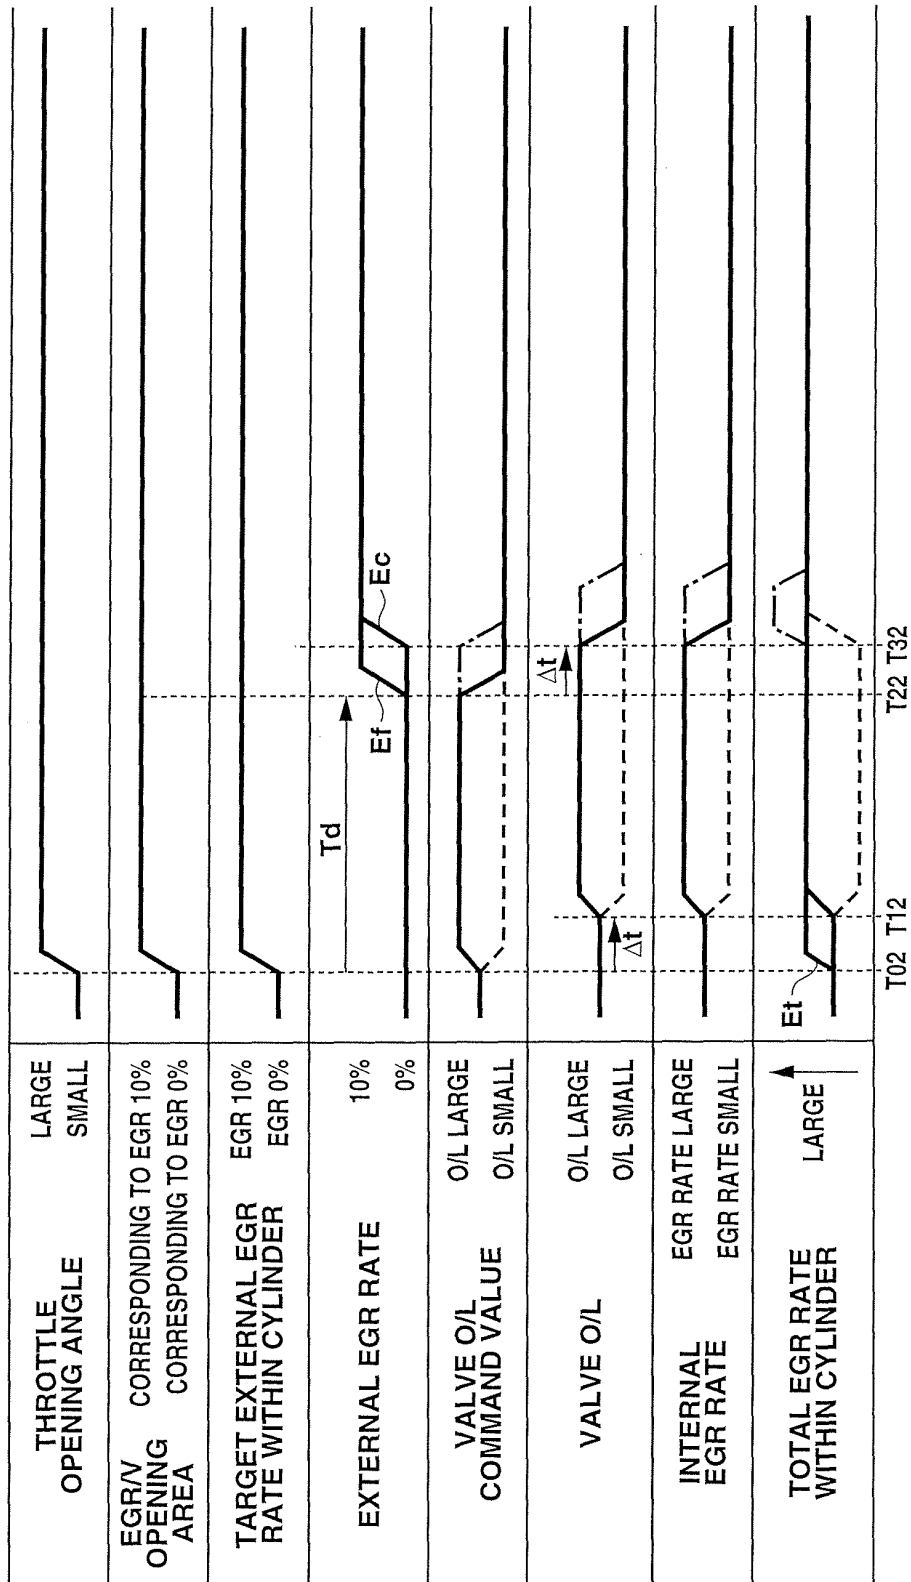 THROTTLE
OPENING ANGLE
LARGE
SMALL
EGR/V
OPENING
AREA
CORRESPONDING TO EGR 10%
CORRESPONDING TO EGR 0%
TARGET EXTERNAL EGR
RATE WITHIN CYLINDER
EGR 10%
EGR 0%
EXTERNAL EGR RATE
10%
0%
Td
Ef
Ec
VALVE O/L
COMMAND VALUE
O/L LARGE
O/L SMALL
VALVE O/L
O/L LARGE
O/L SMALL
Δt
Δt
INTERNAL
EGR RATE
EGR RATE LARGE
EGR RATE SMALL
TOTAL EGR RATE
WITHIN CYLINDER
LARGE
Et
T02 T12 T22 T32